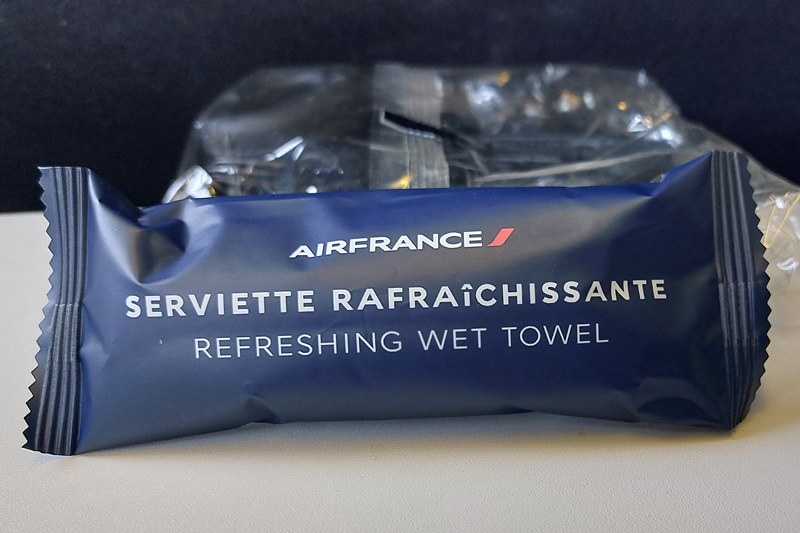 AIRFRANCE
SERVIETTE RAFRAîCHISSANTE
REFRESHING WET TOWEL